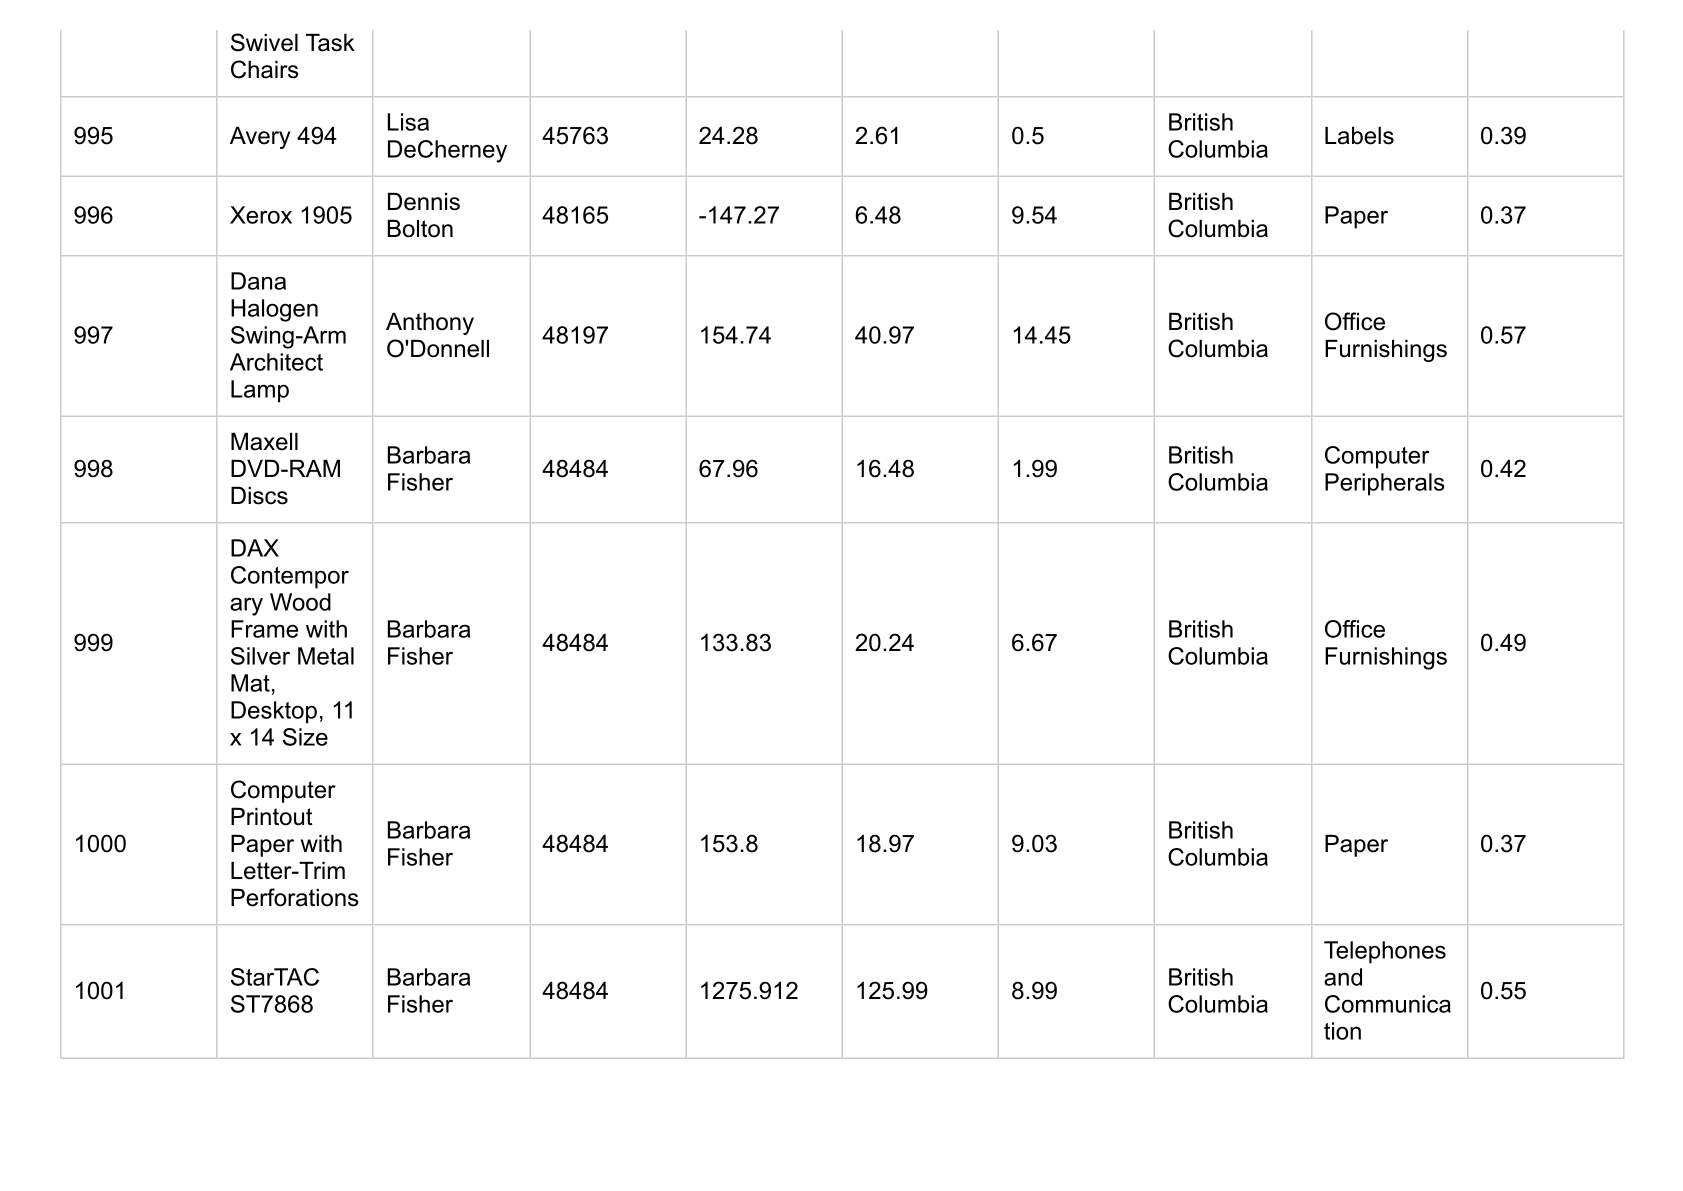 Swivel Task
Chairs
995
Avery 494
Lisa
DeCherney
45763
24.28
2.61
0.5
British
Columbia
Labels
0.39
996
Xerox 1905
Dennis
Bolton
48165
-147.27
6.48
9.54
British
Columbia
Paper
0.37
997
Dana
Halogen
Swing-Arm
Architect
Lamp
Anthony
O'Donnell
48197
154.74
40.97
14.45
British
Columbia
Office
Furnishings
0.57
998
Maxell
DVD-RAM
Discs
Barbara
Fisher
48484
67.96
16.48
1.99
British
Columbia
Computer
Peripherals
0.42
999
DAX
Contempor
ary Wood
Frame with
Silver Metal
Mat,
Desktop, 11
x 14 Size
Barbara
Fisher
48484
133.83
20.24
6.67
British
Columbia
Office
Furnishings
0.49
1000
Computer
Printout
Paper with
Letter-Trim
Perforations
Barbara
Fisher
48484
153.8
18.97
9.03
British
Columbia
Paper
0.37
1001
StarTAC
ST7868
Barbara
Fisher
48484
1275.912
125.99
8.99
British
Columbia
Telephones
and
Communica
tion
0.55